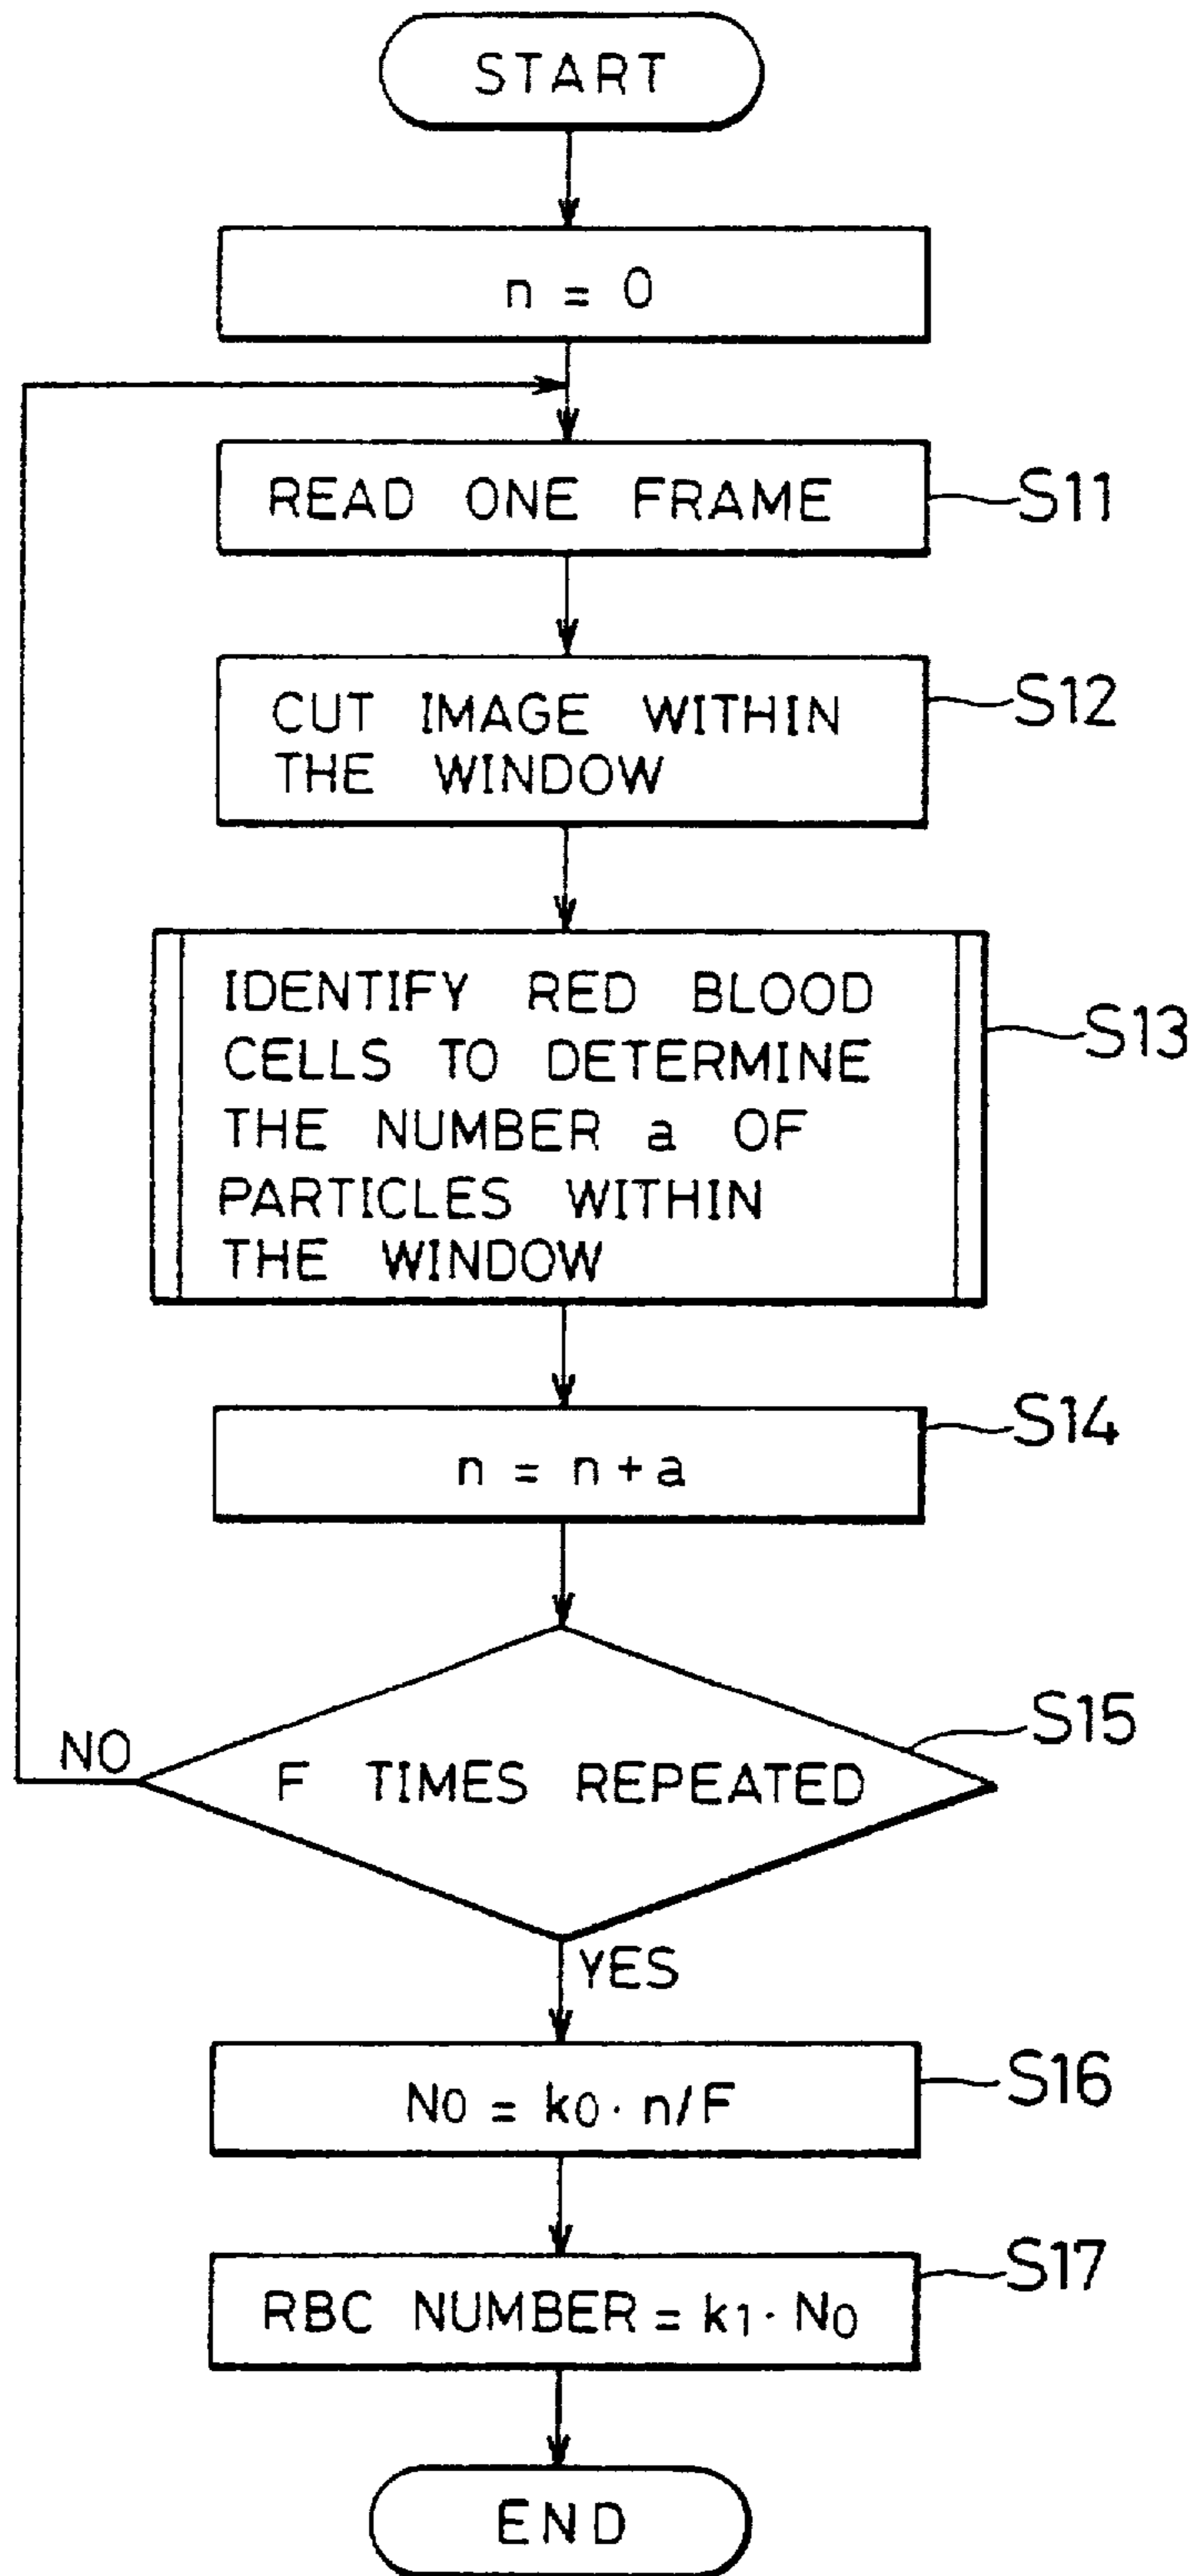 START
n = 0
READ ONE FRAME
S11
CUT IMAGE WITHIN
THE WINDOW
S12
IDENTIFY RED BLOOD
CELLS TO DETERMINE
THE NUMBER a OF
PARTICLES WITHIN
THE WINDOW
S13
n = n + a
S14
F TIMES REPEATED
S15
NO
YES
N0 = k0 · n/F
S16
RBC NUMBER = k1 · N0
S17
END